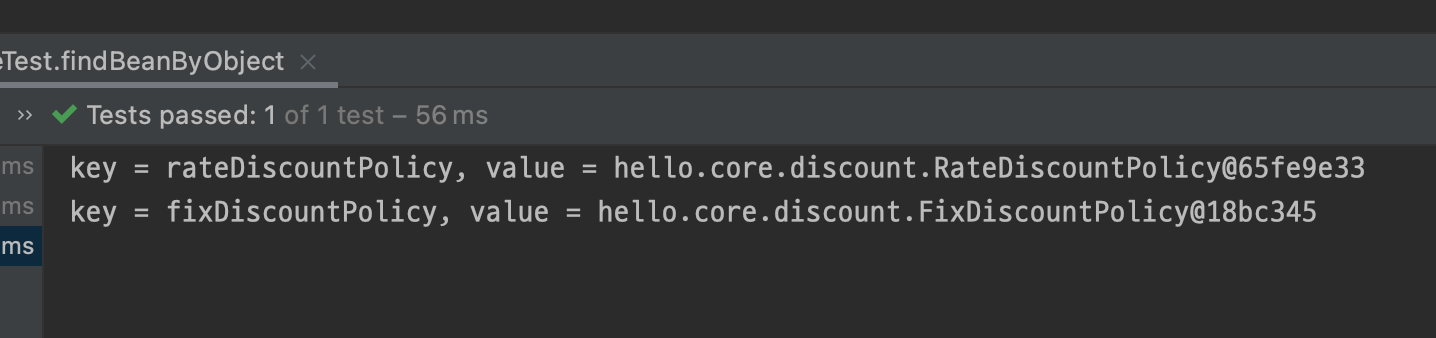 eTest.findBeanByObject ×
» Tests passed: 1 of 1 test – 56 ms
ms key = rateDiscountPolicy, value = hello.core.discount.RateDiscountPolicy@65fe9e33
ms key = fixDiscountPolicy, value = hello.core.discount.FixDiscountPolicy@18bc345
ms